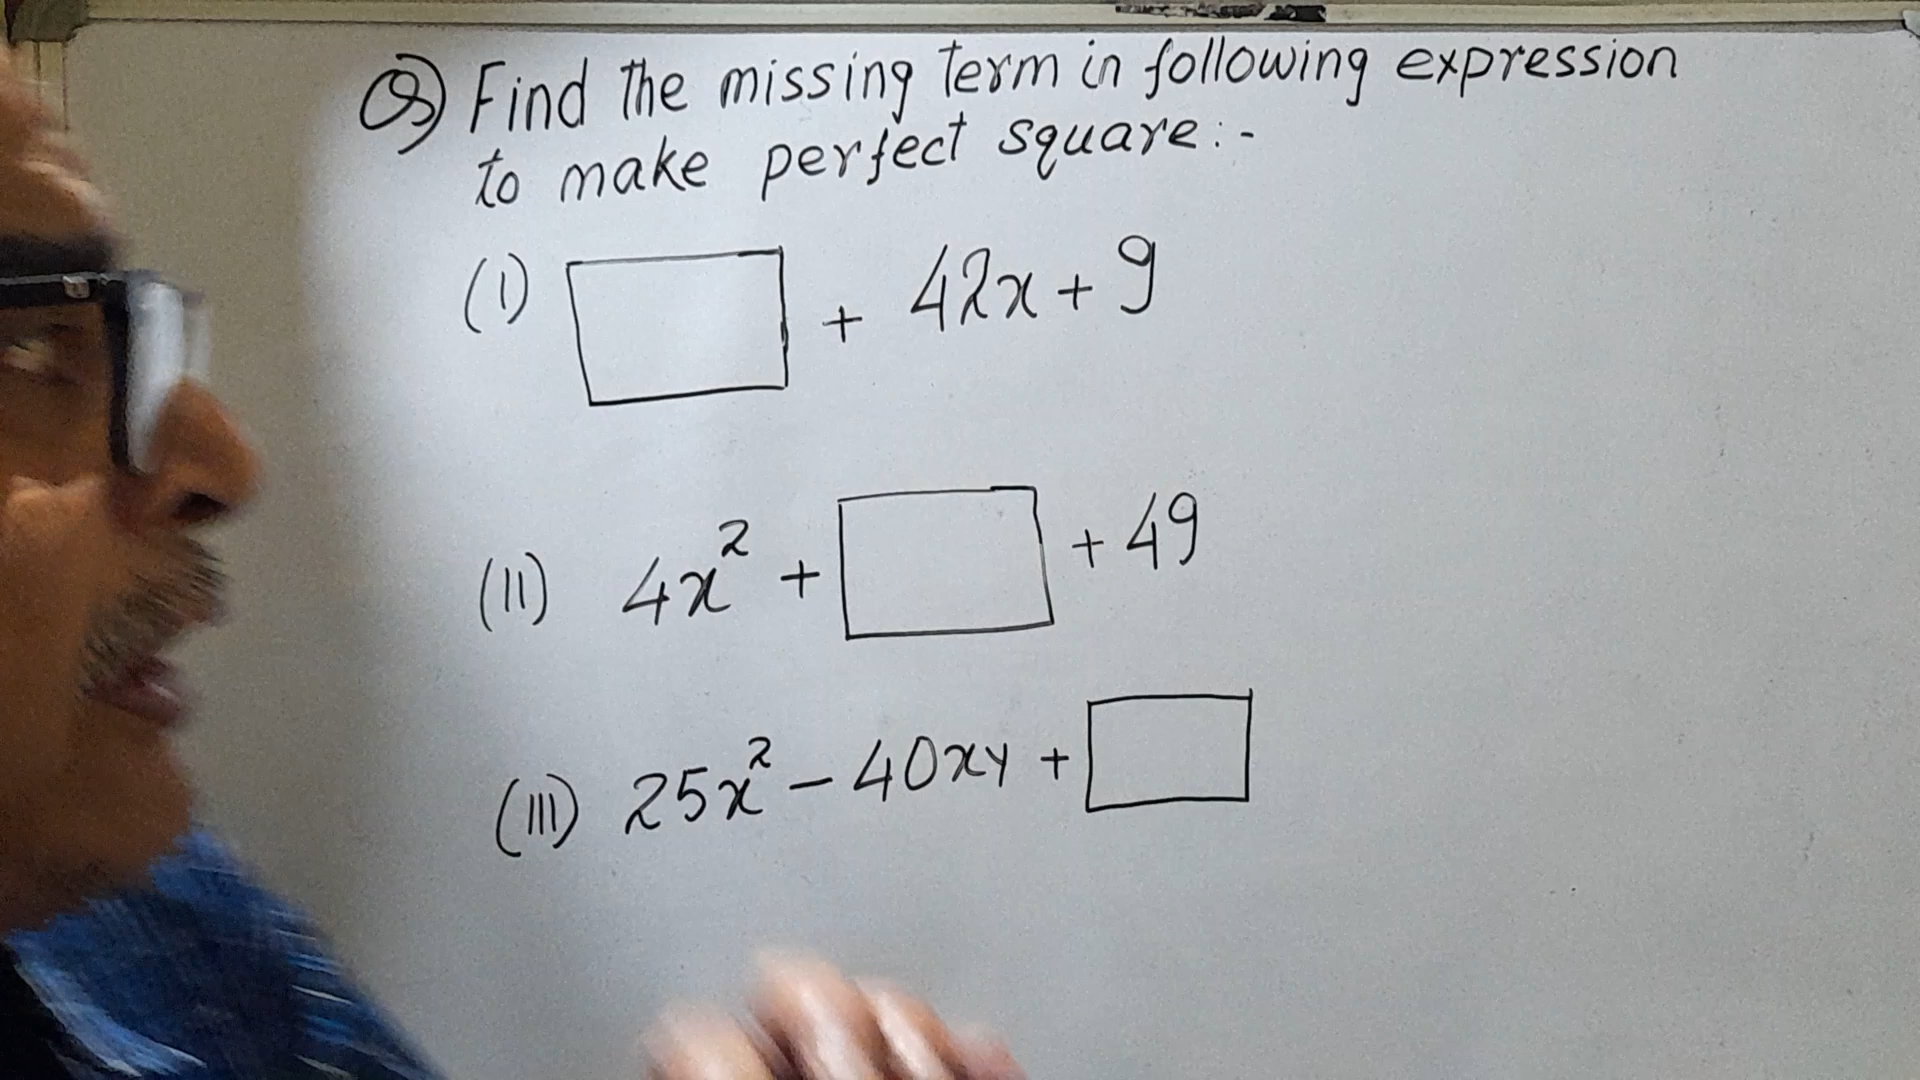 Q) Find the missing term in following expression
to make perfect square:-
(I) □ + 42x + 9
(II) 4x² + □ + 49
(III) 25x² - 40xy + □